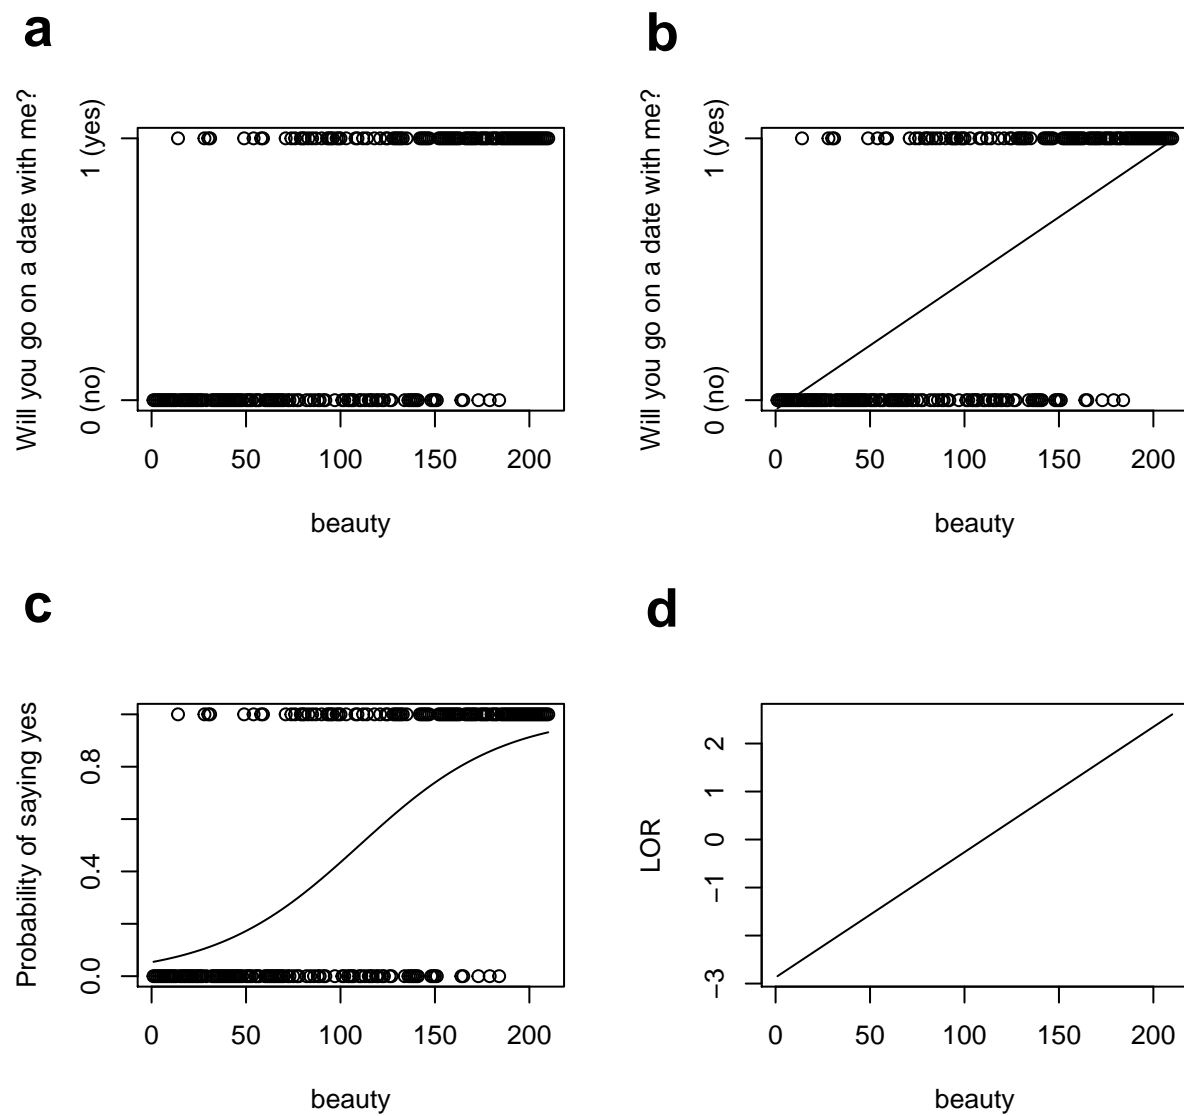 a
Will you go on a date with me?
0 (no)
1 (yes)
0 50 100 150 200
beauty
b
Will you go on a date with me?
0 (no)
1 (yes)
0 50 100 150 200
beauty
c
Probability of saying yes
0.0 0.4 0.8
0 50 100 150 200
beauty
d
LOR
−3 −1 0 1 2
0 50 100 150 200
beauty